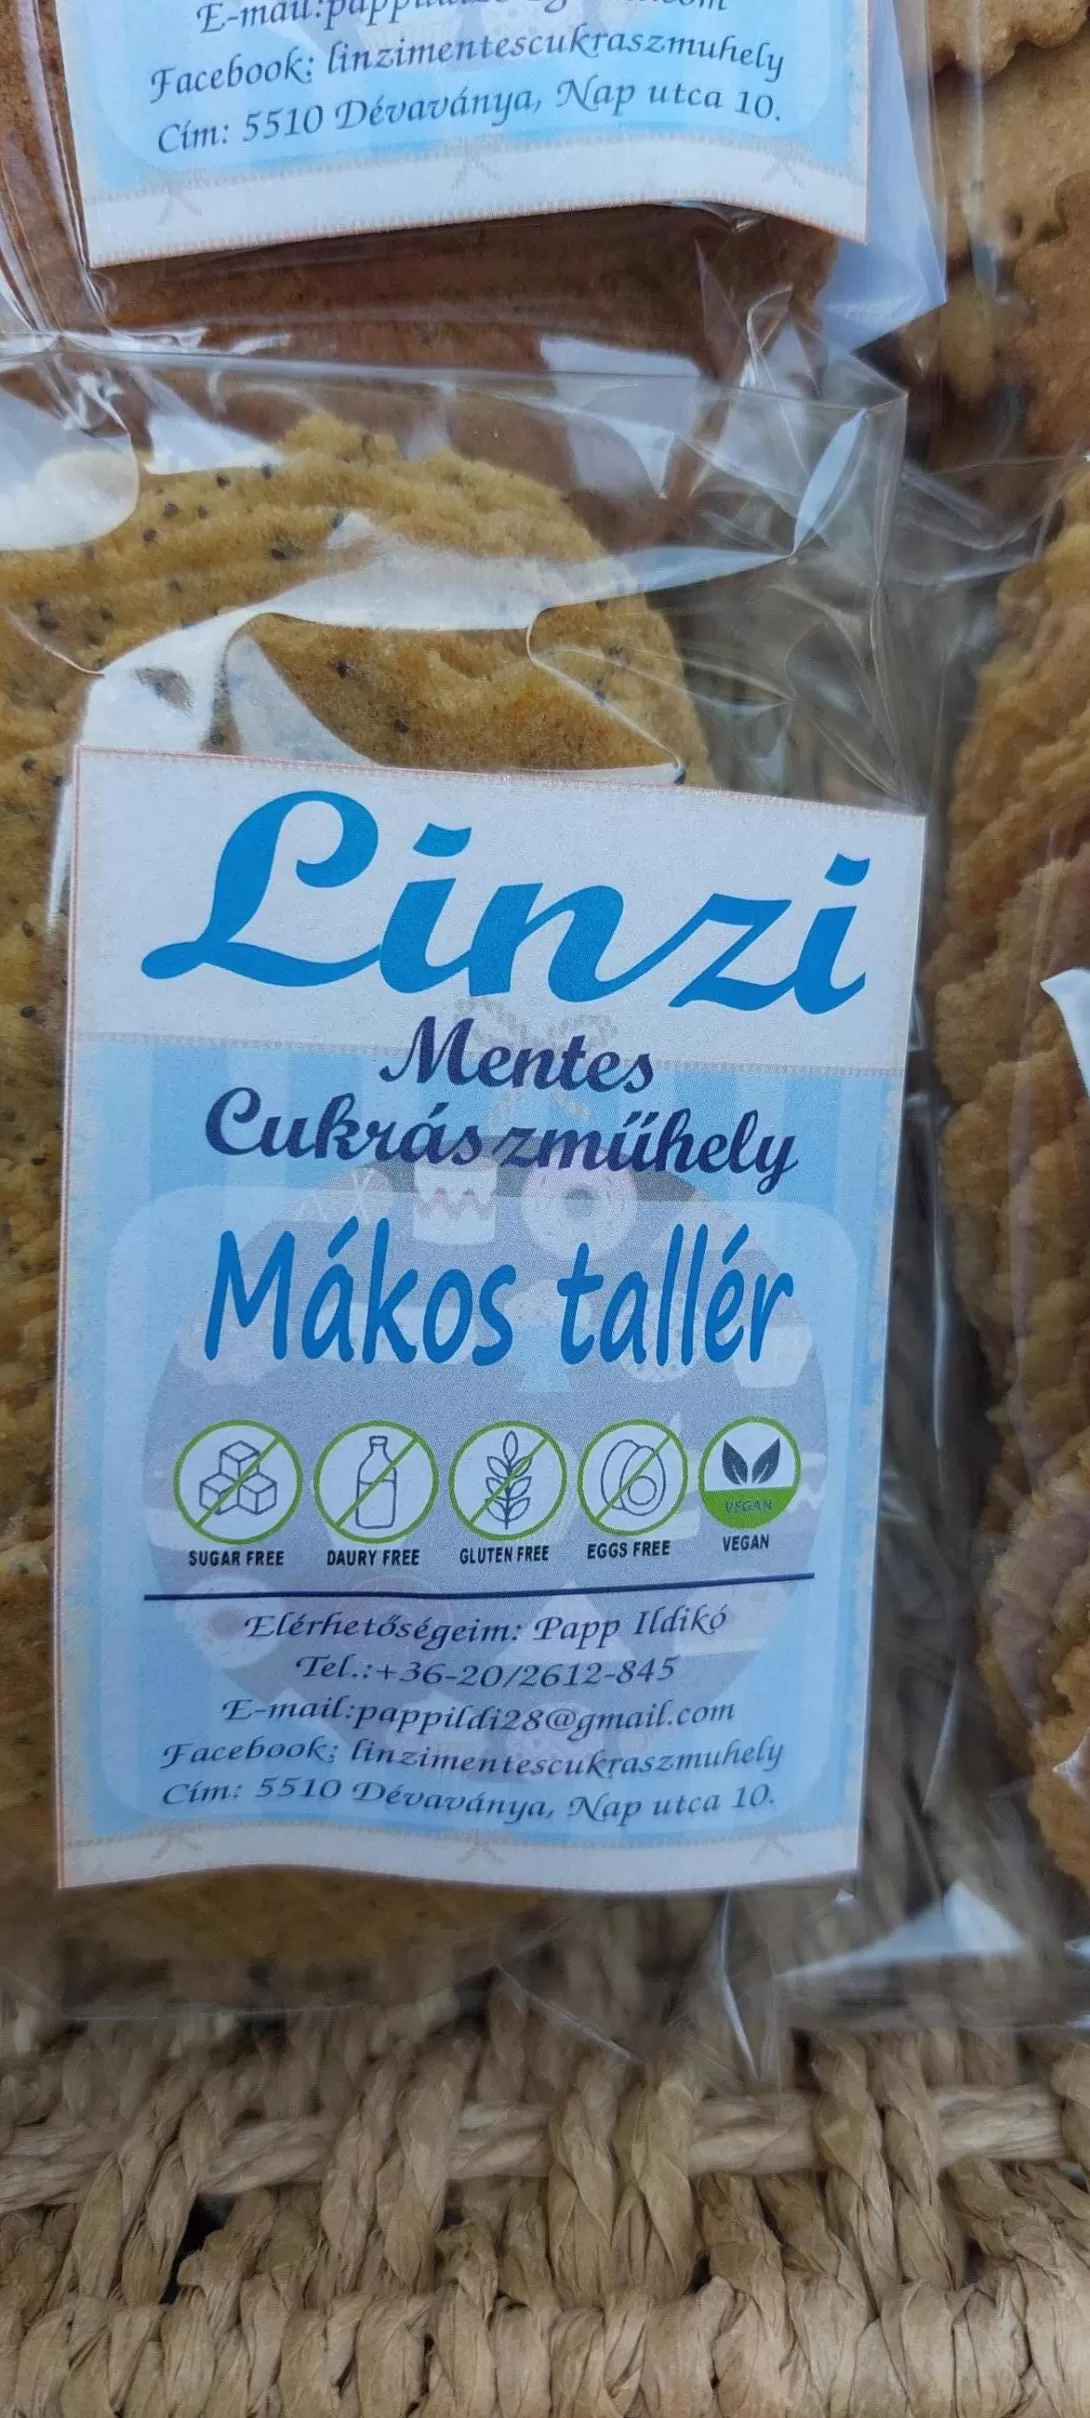 Facebook: linzimentescukraszmuhely
Cím: 5510 Dévaványa, Nap utca 10.
Linzi
Mentes
Cukrászműhely
Mákos tallér
VEGAN
SUGAR FREE DAURY FREE GLUTEN FREE EGGS FREE VEGAN
Elérhetőségeim: Papp Ildikó
Tel.:+36-20/2612-845
E-mail:pappildi28@gmail.com
Facebook: linzimentescukraszmuhely
Cím: 5510 Dévaványa, Nap utca 10.